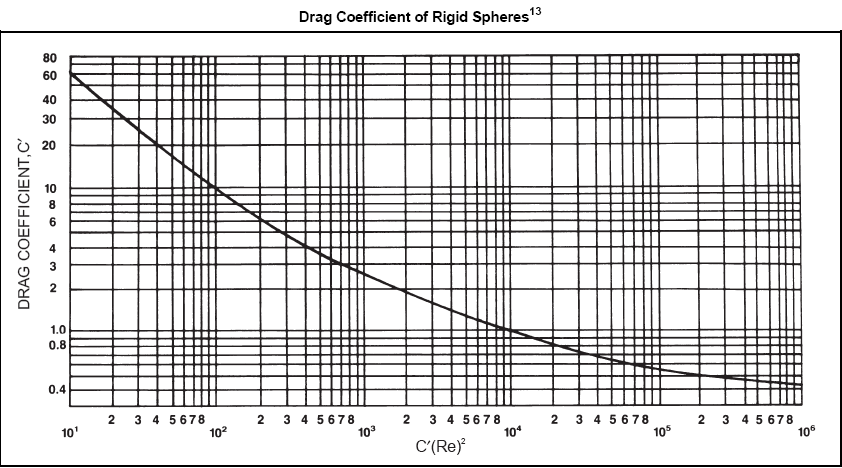 Drag Coefficient of Rigid Spheres¹³
80
60
40
30
20
10
8
6
4
3
2
1.0
0.8
0.4
DRAG COEFFICIENT, C′
2 3 4 5 6 7 8 2 3 4 5 6 7 8 2 3 4 5 6 7 8 2 3 4 5 6 7 8 2 3 4 5 6 7 8
10¹ 10² 10³ 10⁴ 10⁵ 10⁶
C′(Re)²